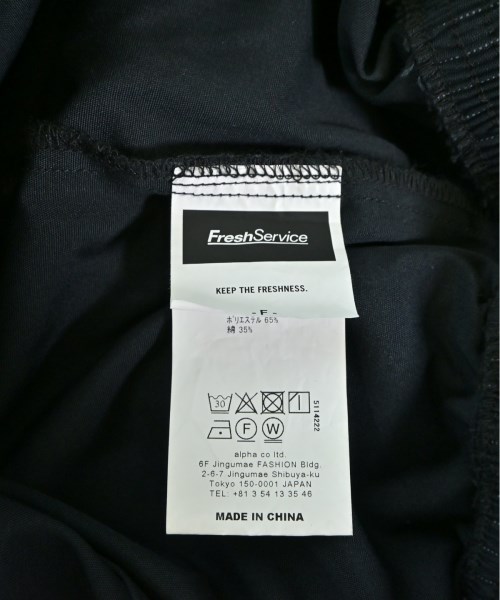 FreshService
KEEP THE FRESHNESS.
- F -
ポリエステル 65%
綿 35%
30
F W
5114222
alpha co ltd.
6F Jingumae FASHION Bldg.
2-6-7 Jingumae Shibuya-ku
Tokyo 150-0001 JAPAN
TEL: +81 3 54 13 35 46
MADE IN CHINA